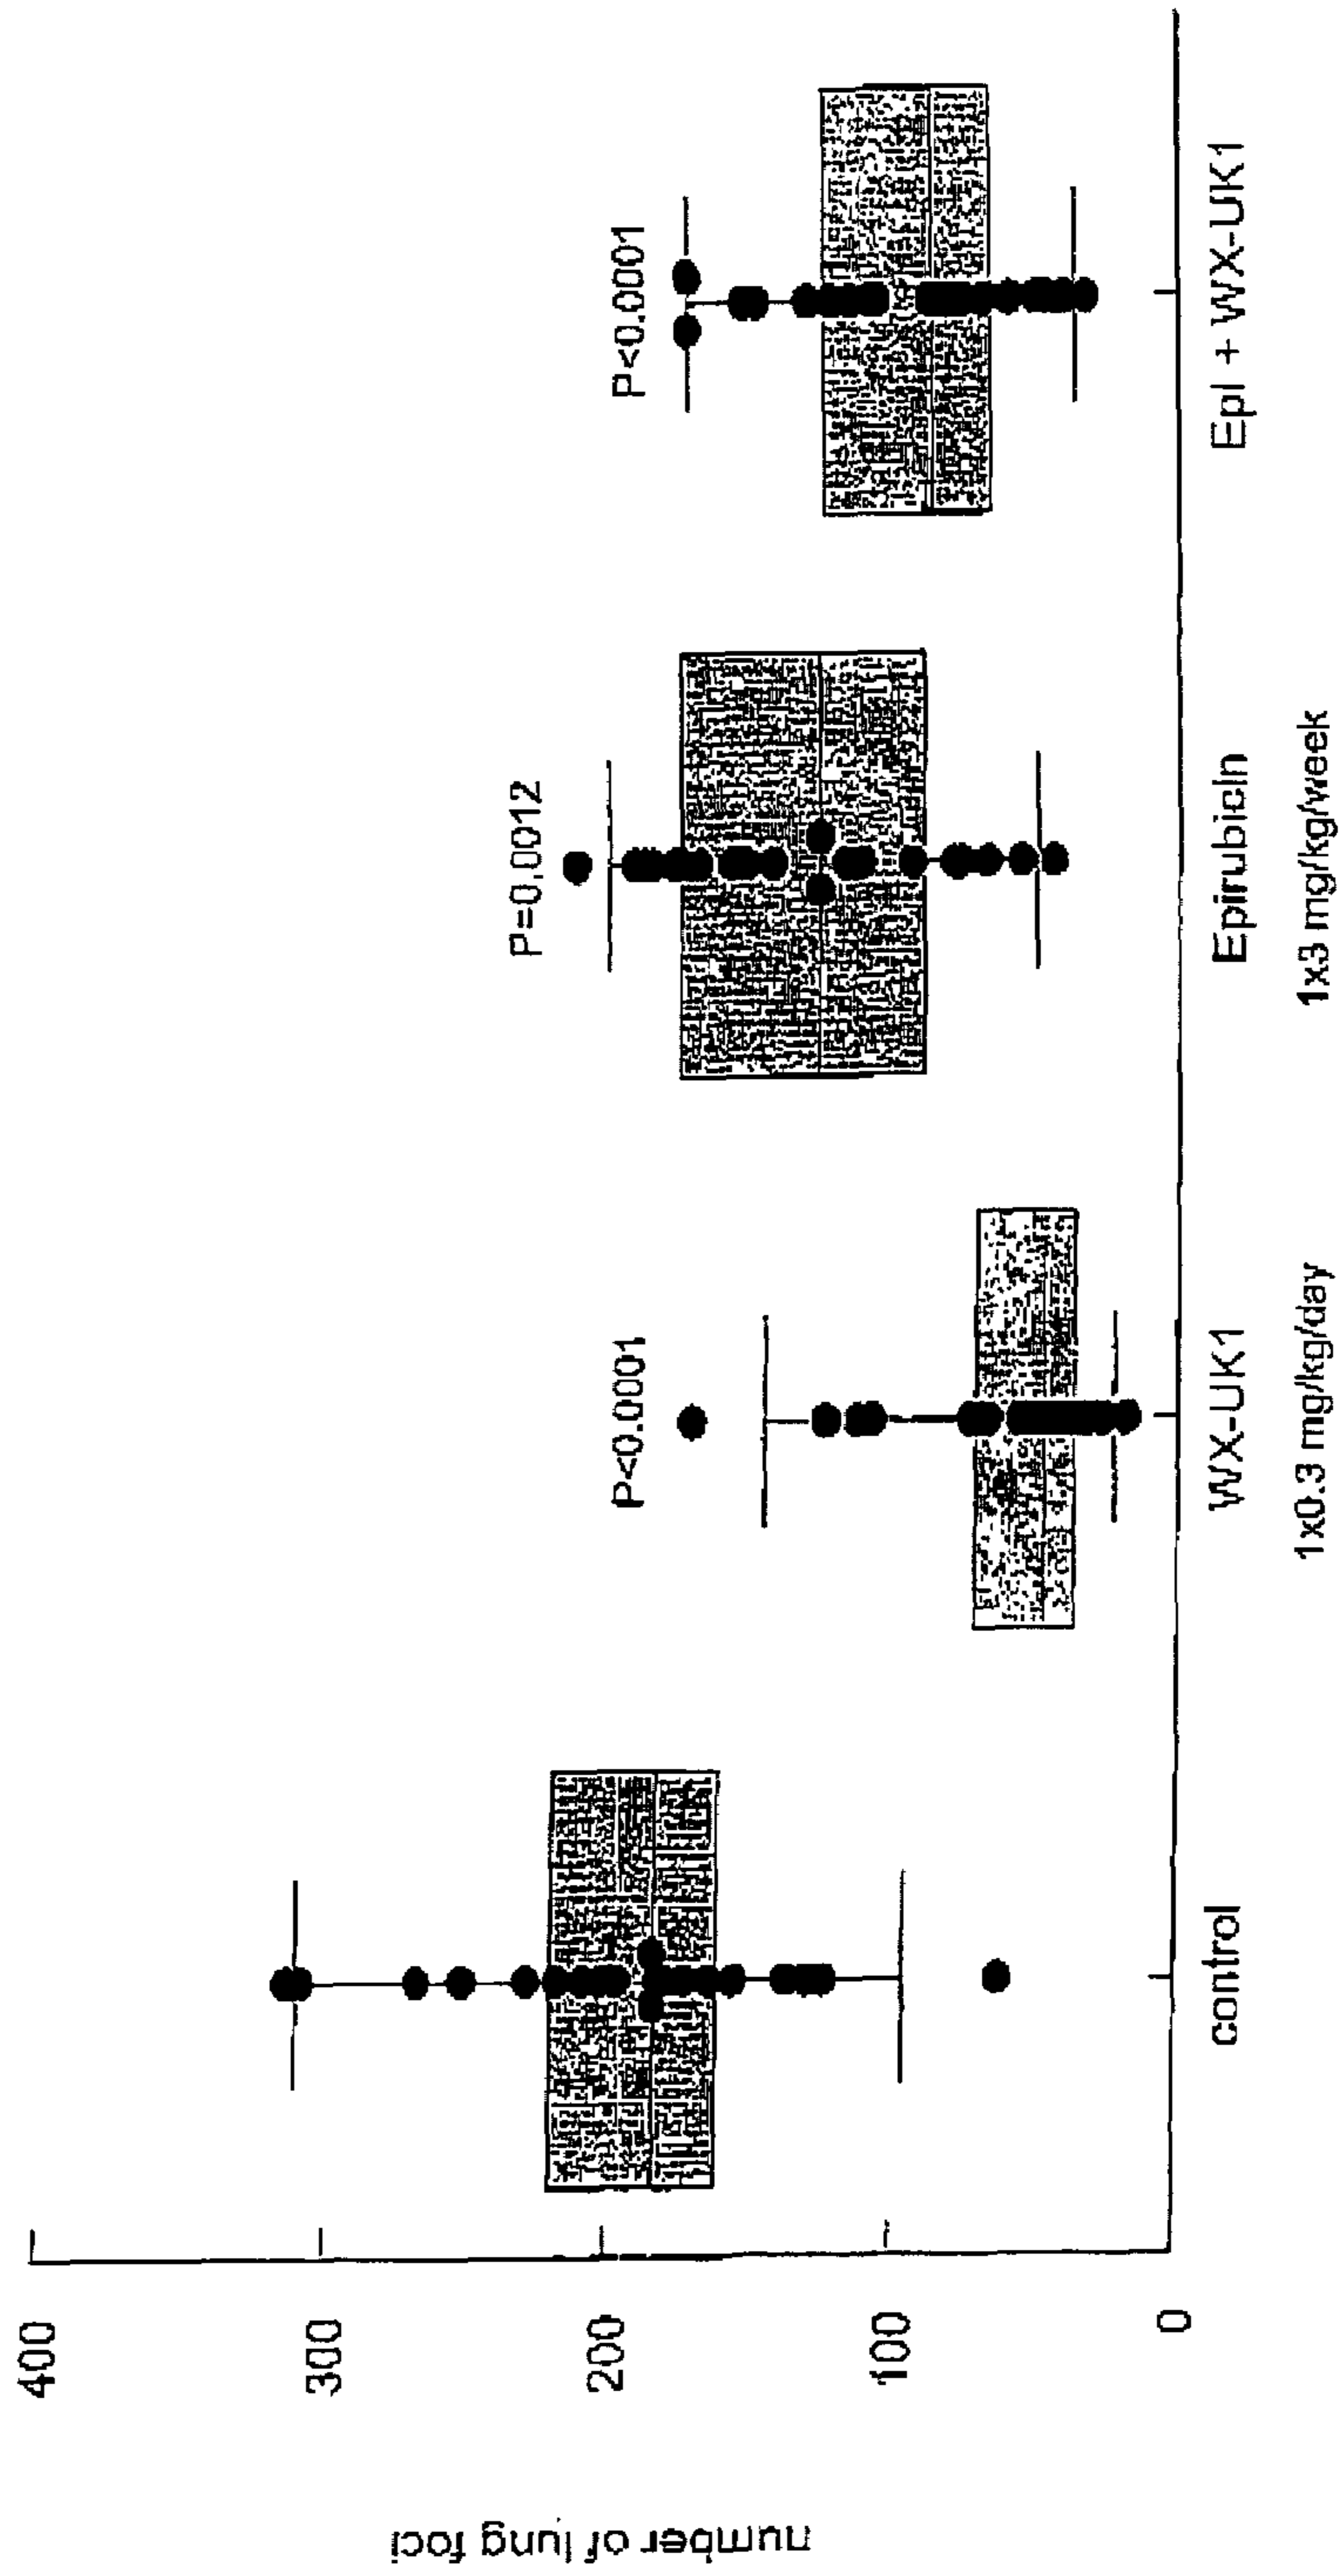 number of lung foci
400
300
200
100
0
P<0.0001
P=0.0012
P<0.0001
control
WX-UK1
Epirubicin
Epi + WX-UK1
1x0.3 mg/kg/day
1x3 mg/kg/week